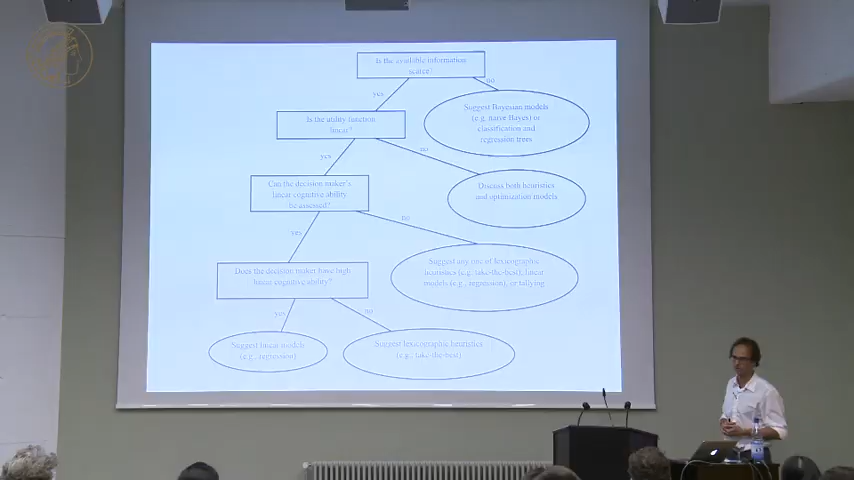 Is the available information
scarce?
yes
no
Suggest Bayesian models
(e.g. naive Bayes) or
classification and
regression trees
Is the utility function
linear?
yes
no
Discuss both heuristics
and optimization models
Can the decision maker's
linear cognitive ability
be assessed?
yes
no
Suggest any one of lexicographic
heuristics (e.g. take-the-best), linear
models (e.g., regression), or tallying
Does the decision maker have high
linear cognitive ability?
yes
no
Suggest linear models
(e.g., regression)
Suggest lexicographic heuristics
(e.g., take-the-best)